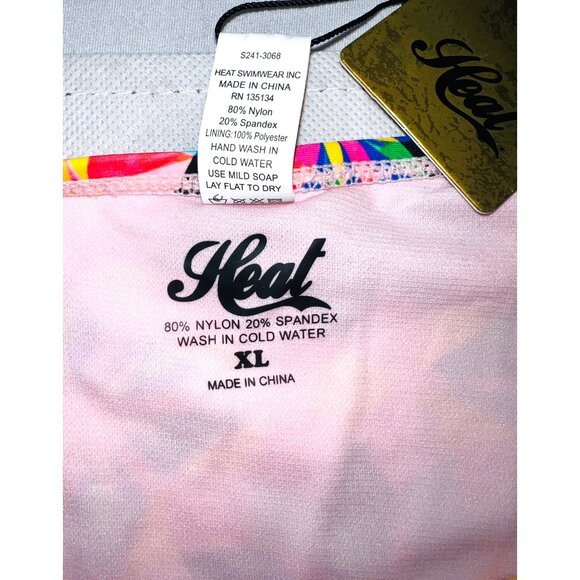 S241-3068
HEAT SWIMWEAR INC
MADE IN CHINA
RN 135134
80% Nylon
20% Spandex
LINING:100% Polyester
HAND WASH IN
COLD WATER
USE MILD SOAP
LAY FLAT TO DRY
Heat
Heat
80% NYLON 20% SPANDEX
WASH IN COLD WATER
XL
MADE IN CHINA